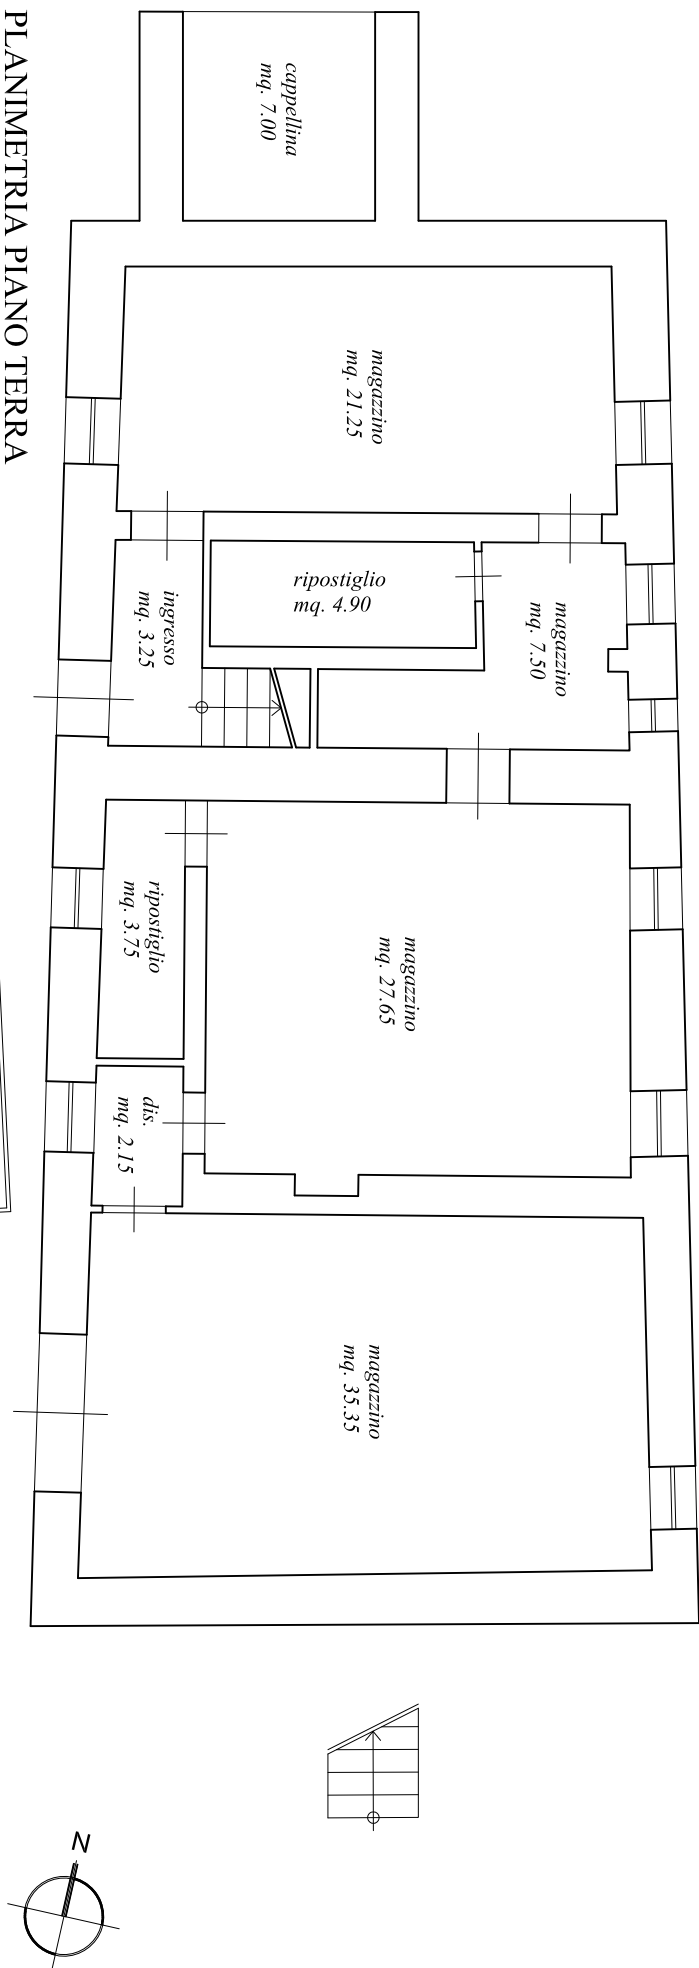 PLANIMETRIA PIANO TERRA
cappellina
mq. 7.00
magazzino
mq. 21.25
ripostiglio
mq. 4.90
ingresso
mq. 3.25
magazzino
mq. 7.50
ripostiglio
mq. 3.75
magazzino
mq. 27.65
dis.
mq. 2.15
magazzino
mq. 35.35
N